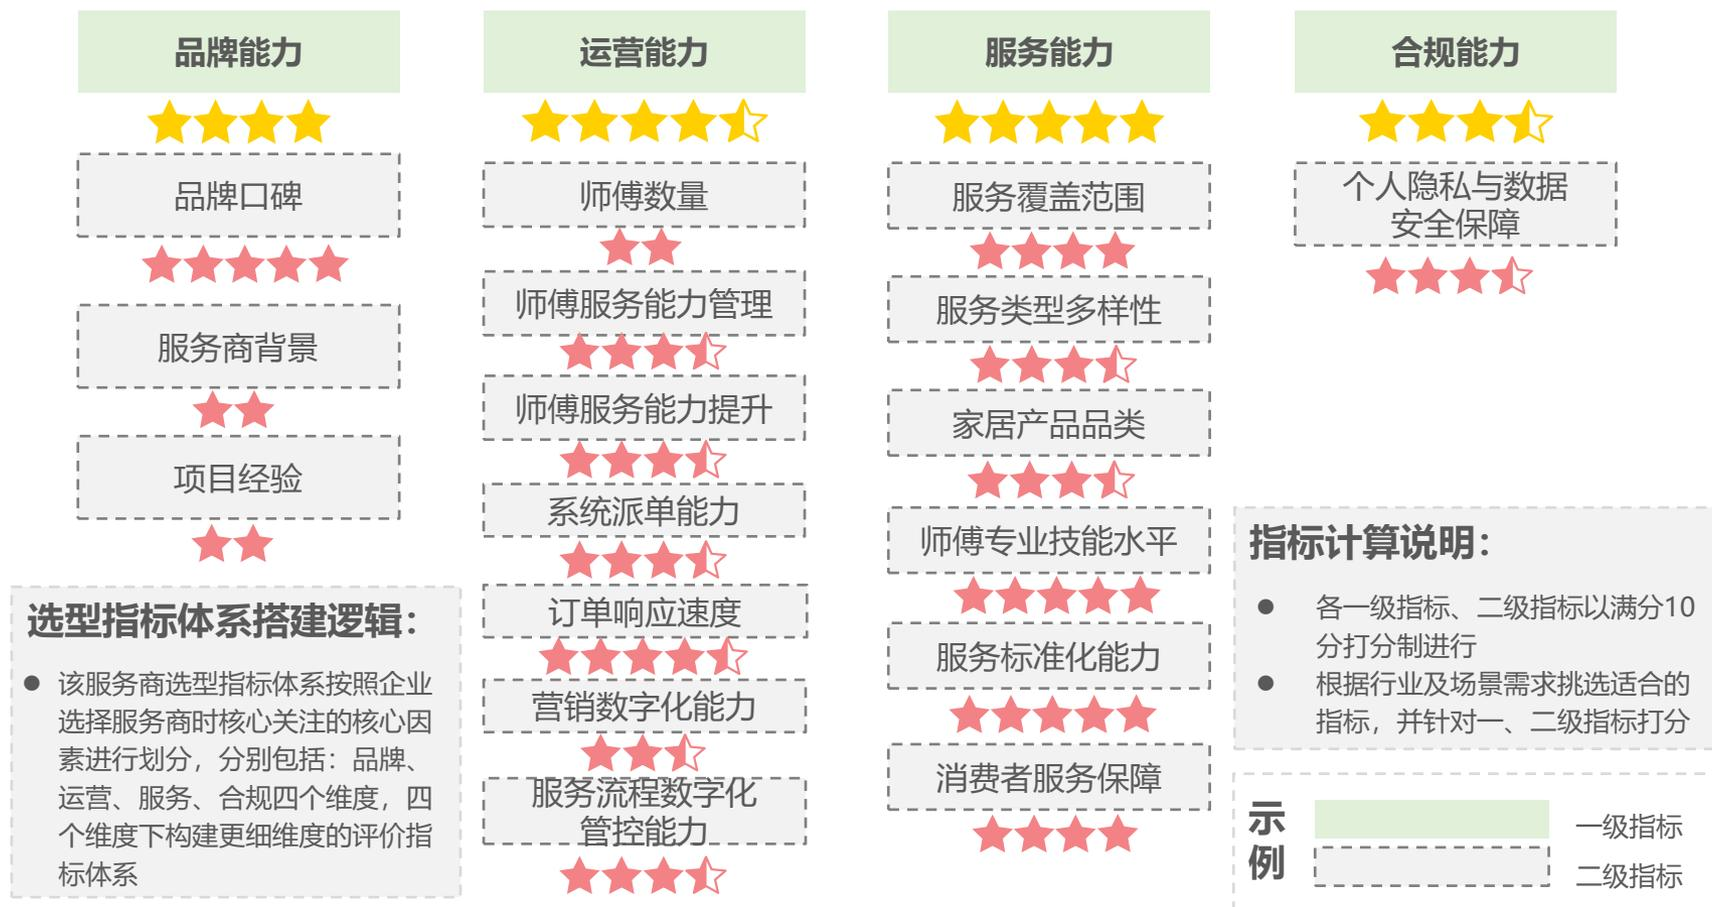 品牌能力
品牌口碑
服务商背景
项目经验
运营能力
师傅数量
师傅服务能力管理
师傅服务能力提升
系统派单能力
订单响应速度
营销数字化能力
服务流程数字化
管控能力
服务能力
服务覆盖范围
服务类型多样性
家居产品品类
师傅专业技能水平
服务标准化能力
消费者服务保障
合规能力
个人隐私与数据
安全保障
选型指标体系搭建逻辑：
● 该服务商选型指标体系按照企业
选择服务商时核心关注的核心因
素进行划分，分别包括：品牌、
运营、服务、合规四个维度，四
个维度下构建更细维度的评价指
标体系
指标计算说明：
● 各一级指标、二级指标以满分10
分打分制进行
● 根据行业及场景需求挑选适合的
指标，并针对一、二级指标打分
示
例
一级指标
二级指标